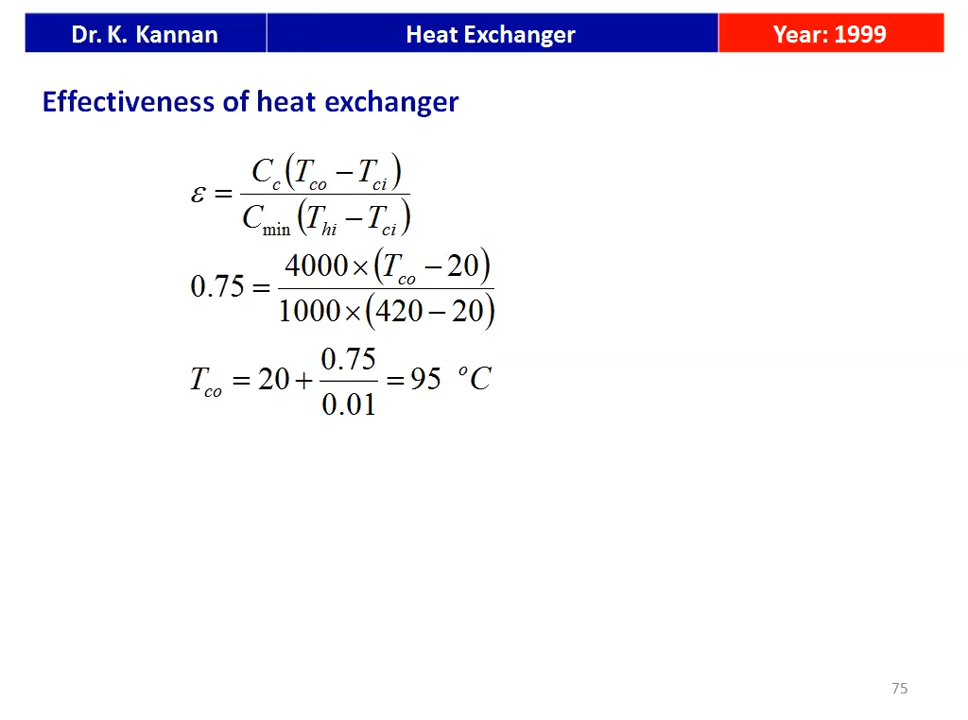 Dr. K. Kannan Heat Exchanger Year: 1999
Effectiveness of heat exchanger
ε = C_c (T_co − T_ci) / C_min (T_hi − T_ci)
0.75 = 4000 × (T_co − 20) / 1000 × (420 − 20)
T_co = 20 + 0.75 / 0.01 = 95 °C
75